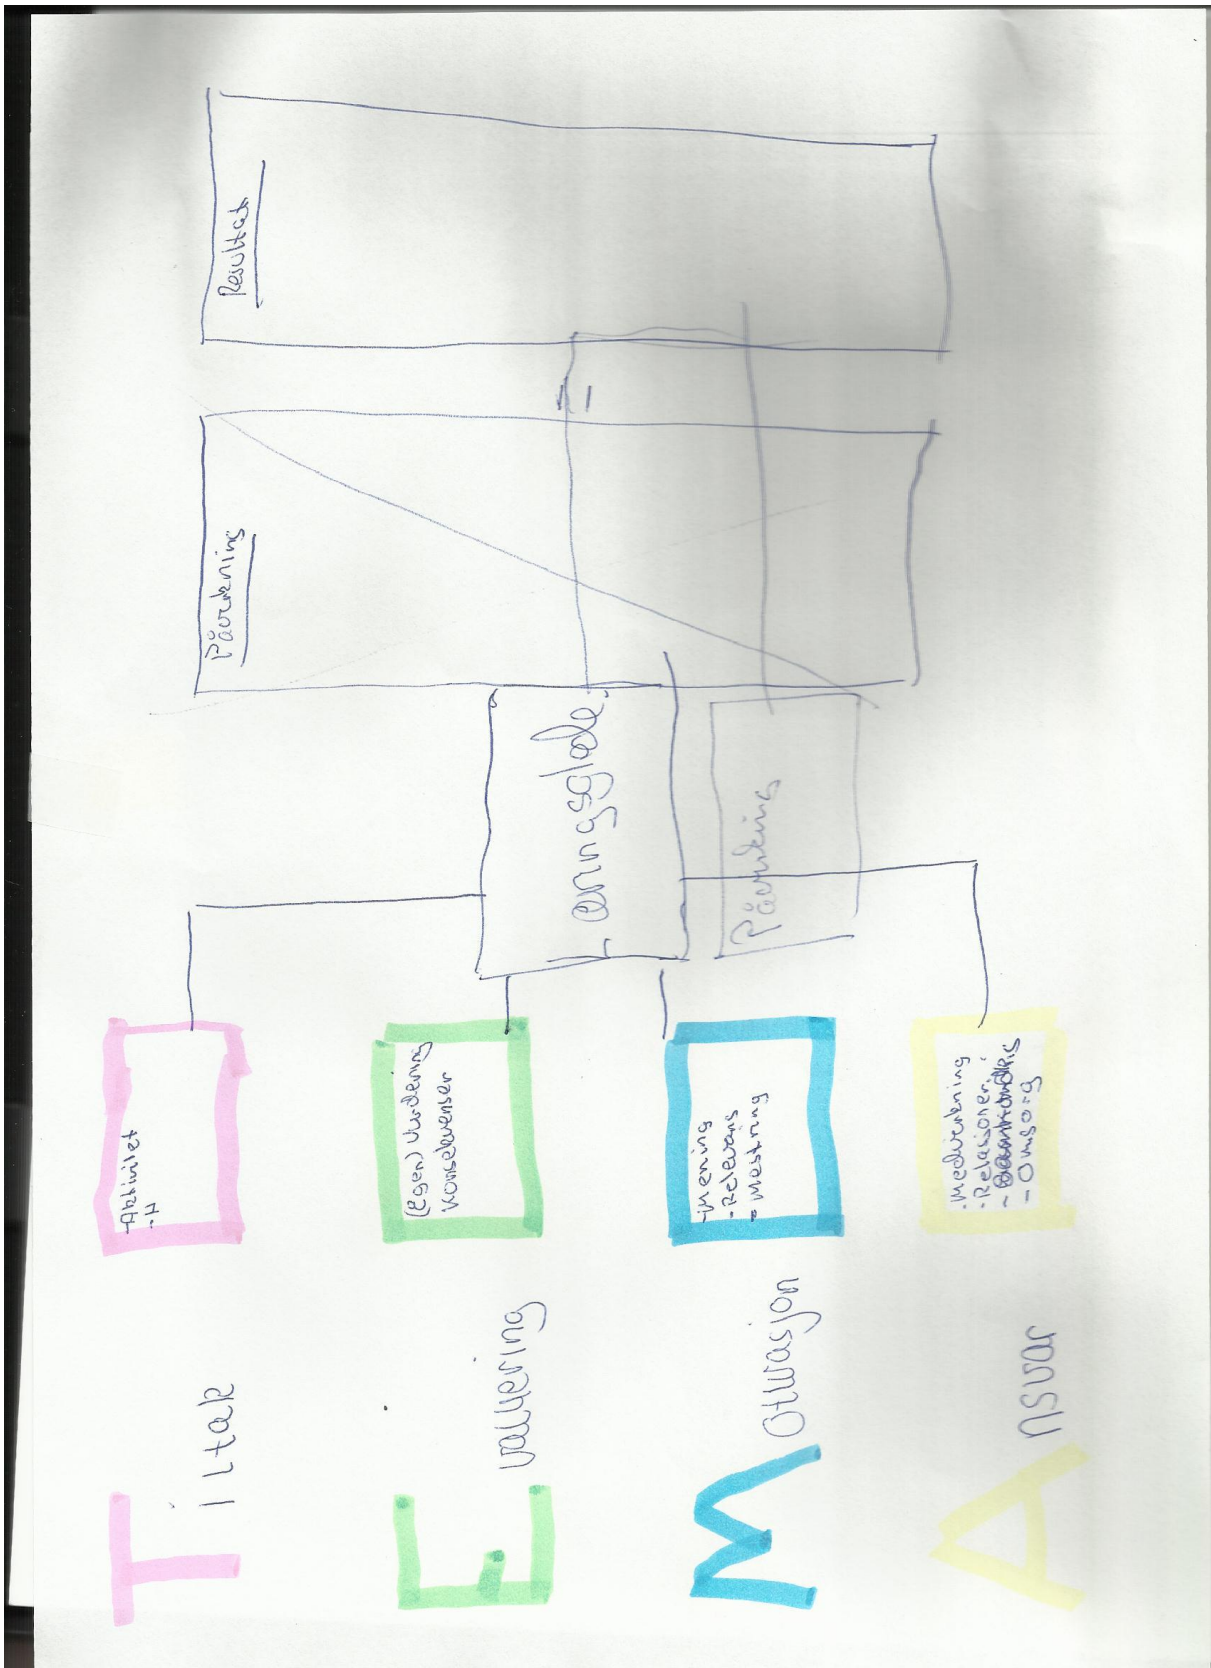 Tiltak
- Aktivitet
- H
Evaluering
(Egen) Vurdering
Konsekvenser
Motivasjon
- Mening
- Relevans
- Mestring
Ansvar
- Medvirkning
- Relasjoner
- Omsorg
Læringsglede
Påvirkning
Påvirkning
Resultat